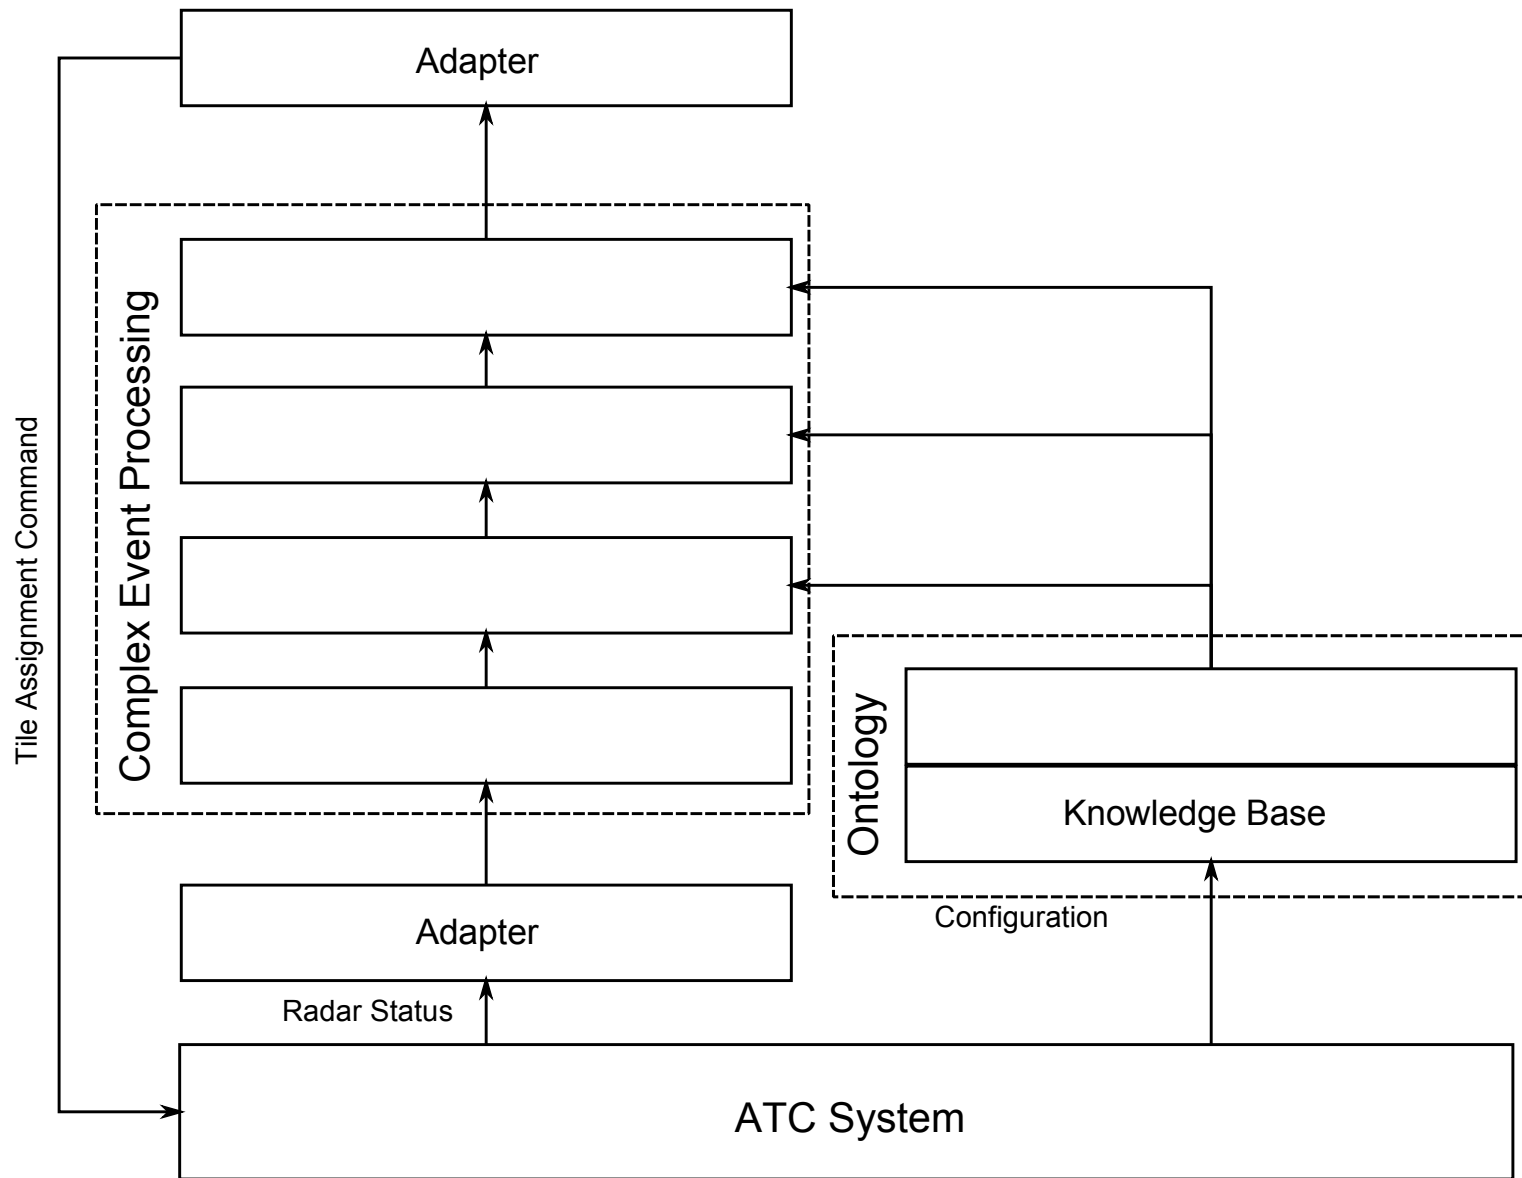 Adapter
Complex Event Processing
Tile Assignment Command
Ontology
Knowledge Base
Configuration
Adapter
Radar Status
ATC System